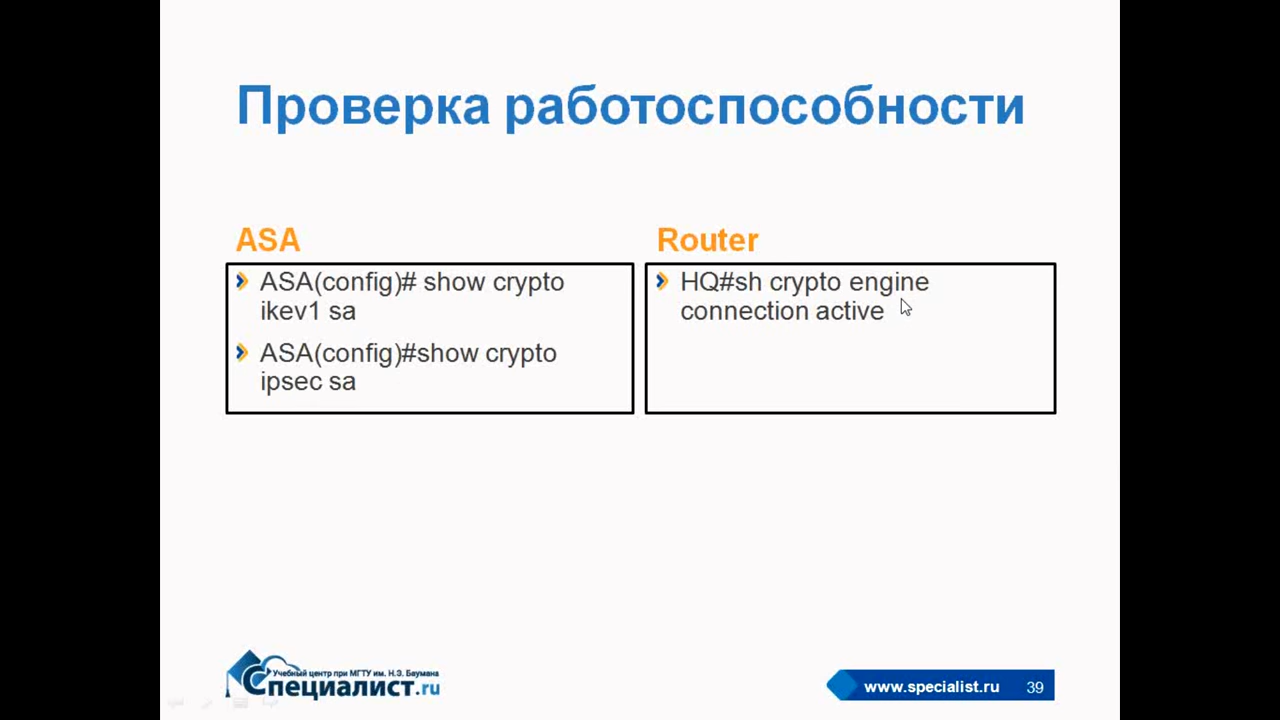 Проверка работоспособности
ASA
ASA(config)# show crypto
ikev1 sa
ASA(config)#show crypto
ipsec sa
Router
HQ#sh crypto engine
connection active
Учебный центр при МГТУ им. Н.Э. Баумана
Специалист.ru
www.specialist.ru 39